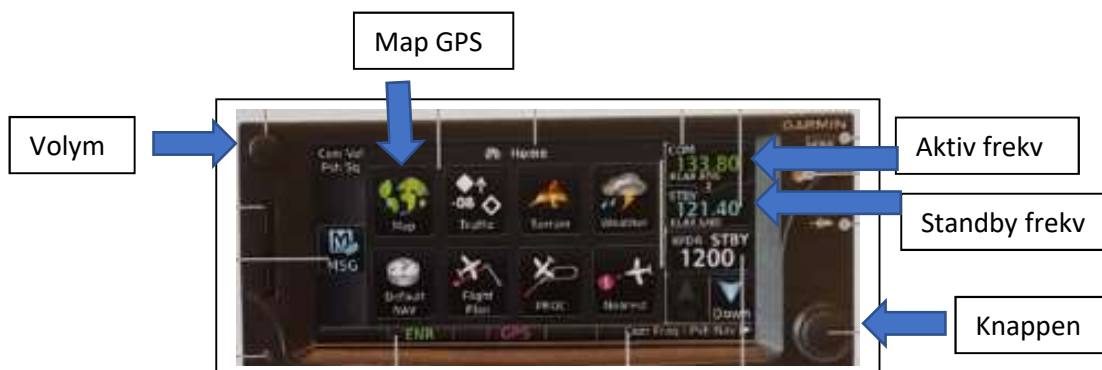 Map GPS
Volym
Aktiv frekv
Standby frekv
Knappen
GARMIN
Com Vol
Psh Sq
Home
COM
133.80
STBY
121.40
XPDR STBY
1200
-08
Map
Traffic
Terrain
Weather
MSG
Default
NAV
Flight
Plan
PROC
Nearest
Down
ENR
GPS
Com Freq Psh Nav